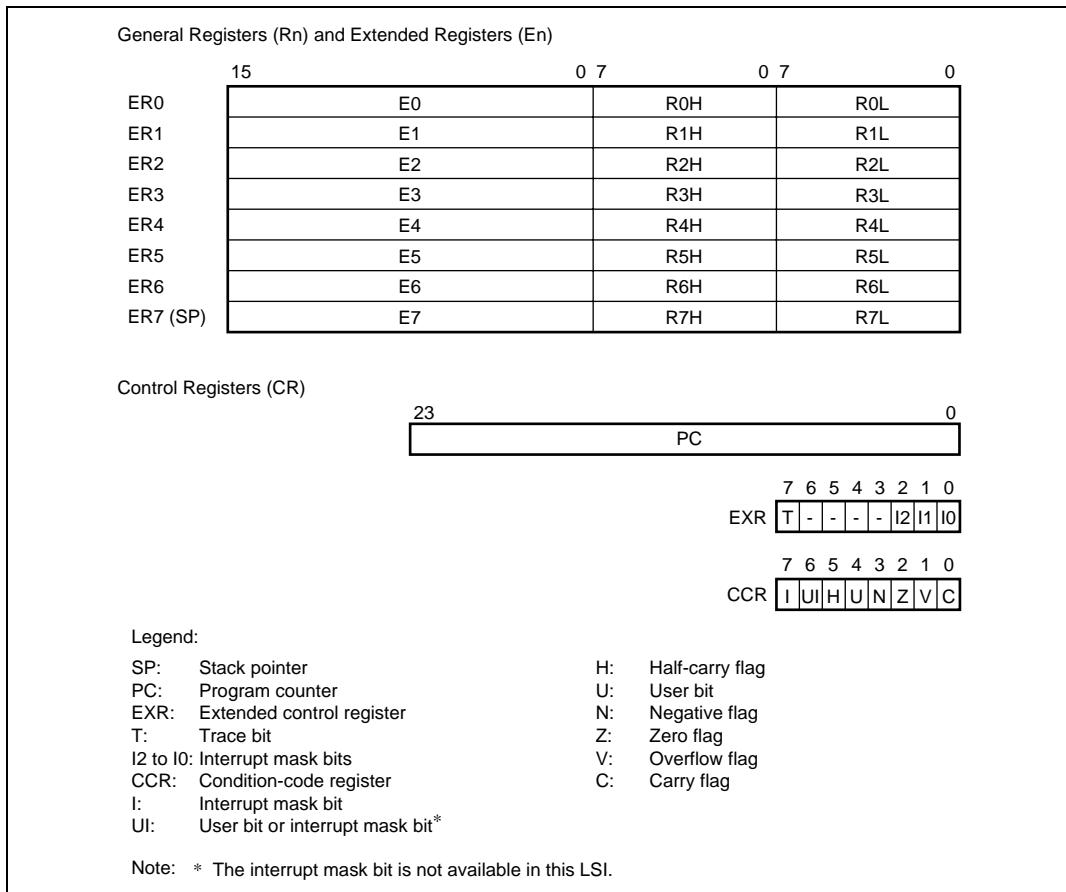 General Registers (Rn) and Extended Registers (En)
15 0 7 0 7 0
ER0 E0 R0H R0L
ER1 E1 R1H R1L
ER2 E2 R2H R2L
ER3 E3 R3H R3L
ER4 E4 R4H R4L
ER5 E5 R5H R5L
ER6 E6 R6H R6L
ER7 (SP) E7 R7H R7L
Control Registers (CR)
23 0
PC
7 6 5 4 3 2 1 0
EXR T - - - - I2 I1 I0
7 6 5 4 3 2 1 0
CCR I UI H U N Z V C
Legend:
SP: Stack pointer
PC: Program counter
EXR: Extended control register
T: Trace bit
I2 to I0: Interrupt mask bits
CCR: Condition-code register
I: Interrupt mask bit
UI: User bit or interrupt mask bit*
H: Half-carry flag
U: User bit
N: Negative flag
Z: Zero flag
V: Overflow flag
C: Carry flag
Note: * The interrupt mask bit is not available in this LSI.